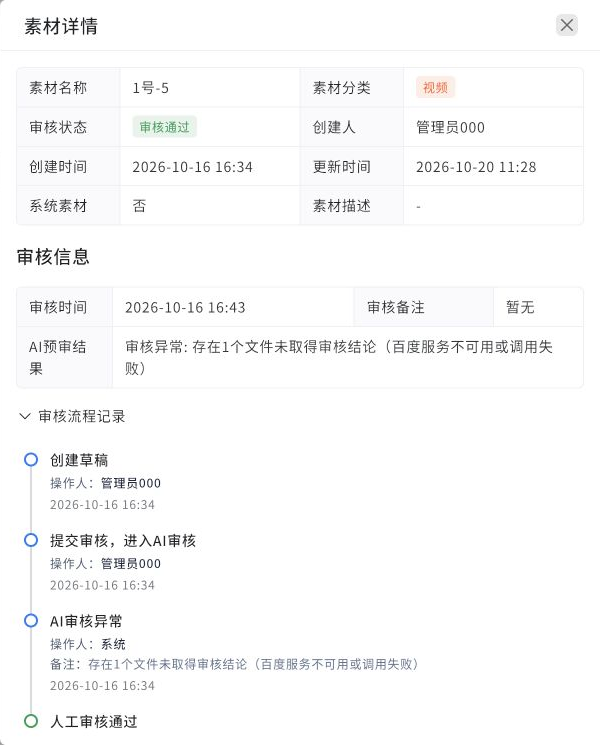 素材详情
素材名称 1号-5 素材分类 视频
审核状态 审核通过 创建人 管理员000
创建时间 2026-10-16 16:34 更新时间 2026-10-20 11:28
系统素材 否 素材描述 -
审核信息
审核时间 2026-10-16 16:43 审核备注 暂无
AI预审结果 审核异常: 存在1个文件未取得审核结论（百度服务不可用或调用失败）
审核流程记录
创建草稿
操作人：管理员000
2026-10-16 16:34
提交审核，进入AI审核
操作人：管理员000
2026-10-16 16:34
AI审核异常
操作人：系统
备注：存在1个文件未取得审核结论（百度服务不可用或调用失败）
2026-10-16 16:34
人工审核通过